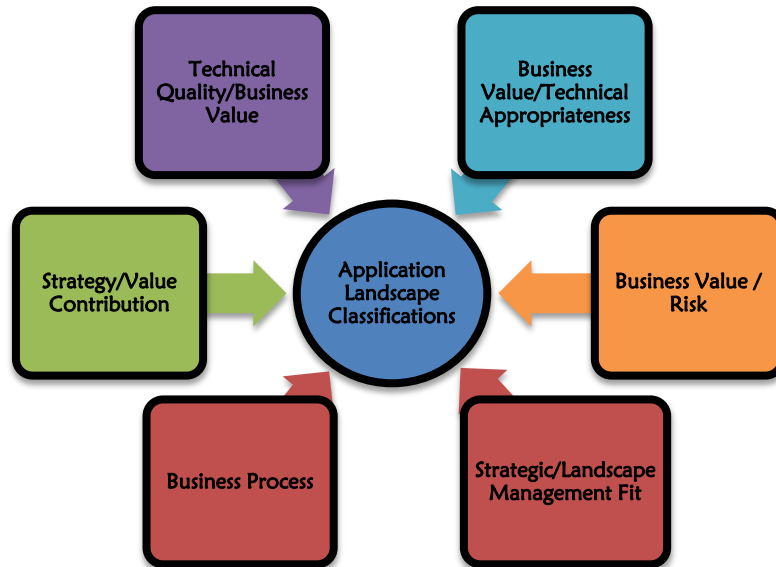 Technical
Quality/Business
Value
Business
Value/Technical
Appropriateness
Strategy/Value
Contribution
Application
Landscape
Classifications
Business Value /
Risk
Business Process
Strategic/Landscape
Management Fit